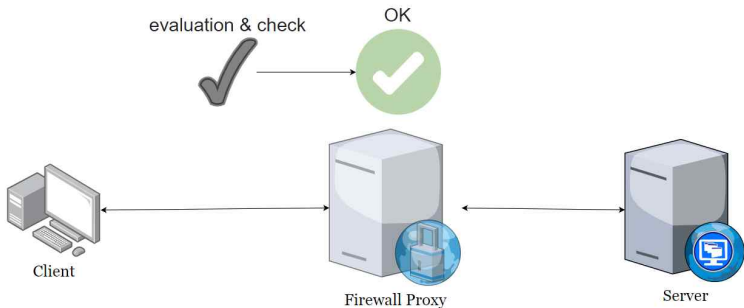 OK
evaluation & check
Client
Firewall Proxy
Server